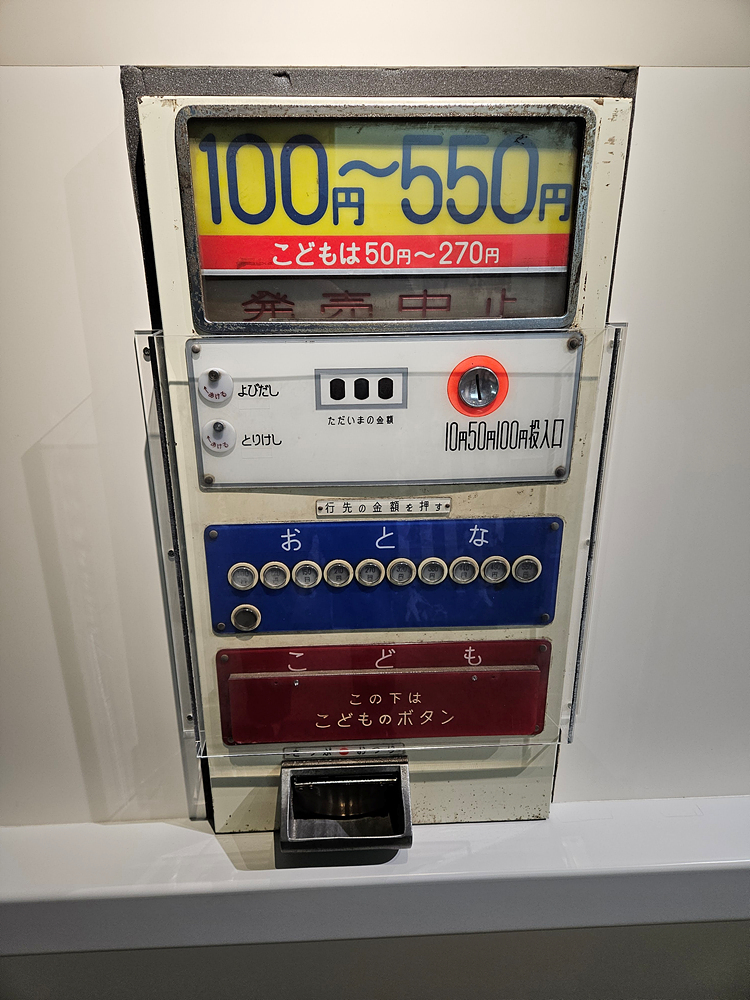 100円～550円
こどもは50円～270円
発売中止
よびだし
ただいまの金額
とりけし
10円50円100円投入口
行先の金額を押す
おとな
こども
この下は
こどものボタン